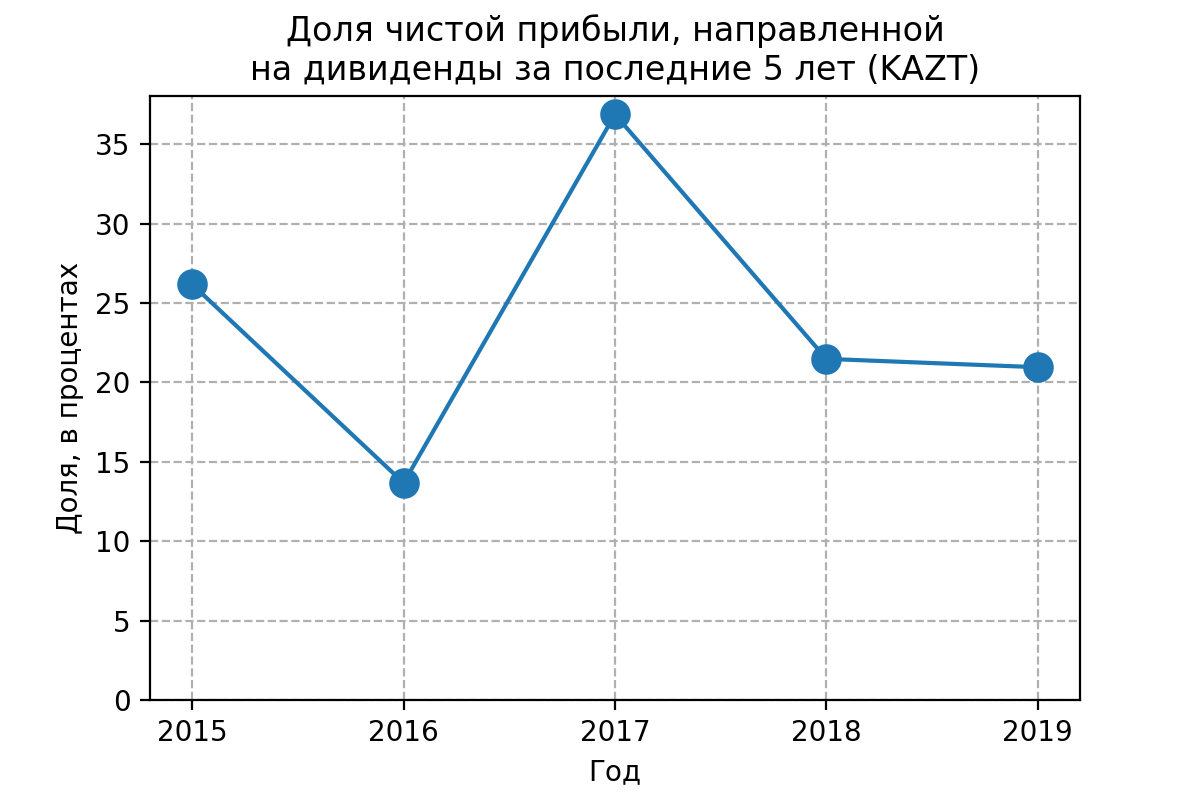 Доля чистой прибыли, направленной
на дивиденды за последние 5 лет (KAZT)
Доля, в процентах
35
30
25
20
15
10
5
0
2015 2016 2017 2018 2019
Год